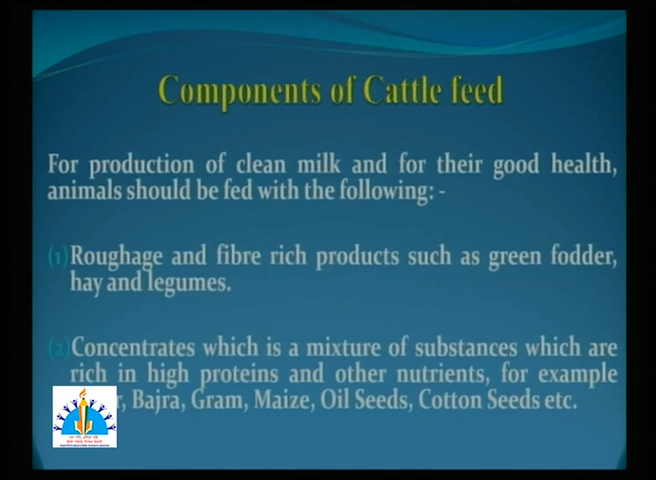 Components of Cattle feed
For production of clean milk and for their good health,
animals should be fed with the following: -
(1) Roughage and fibre rich products such as green fodder,
hay and legumes.
(2) Concentrates which is a mixture of substances which are
rich in high proteins and other nutrients, for example
Bajra, Gram, Maize, Oil Seeds, Cotton Seeds etc.